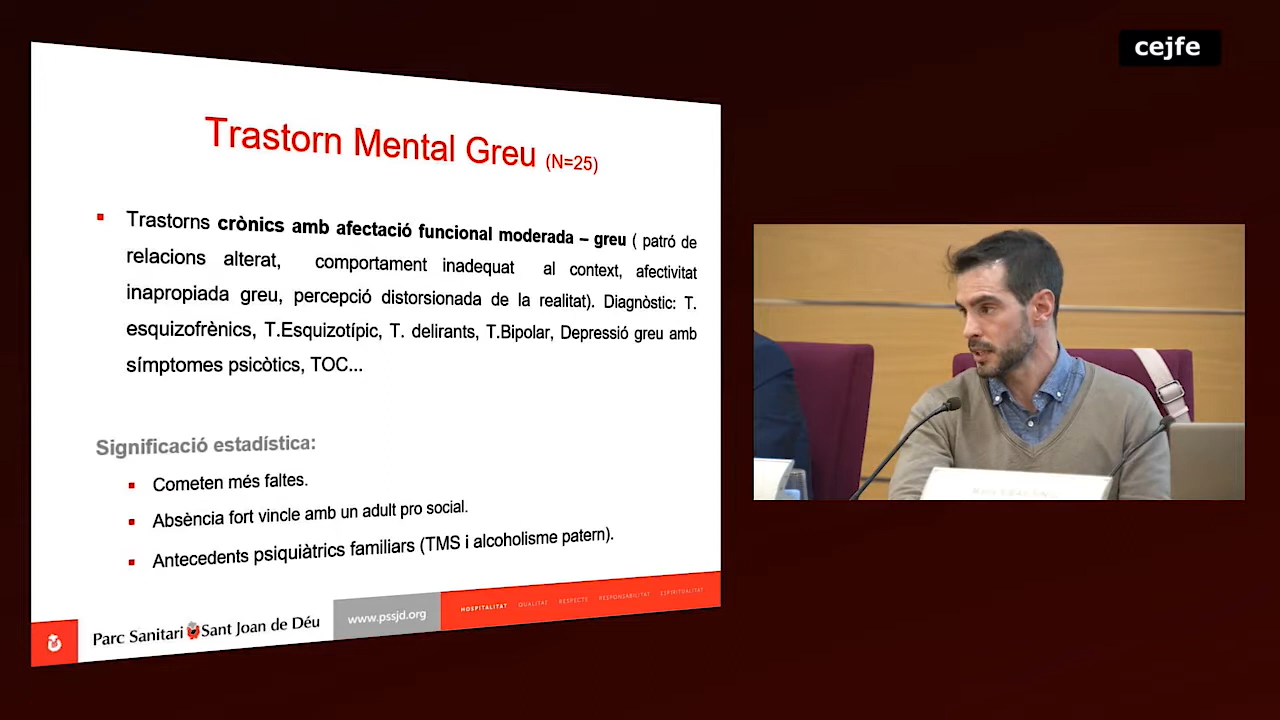 cejfe
Trastorn Mental Greu (N=25)
Trastorns crònics amb afectació funcional moderada – greu ( patró de
relacions alterat, comportament inadequat al context, afectivitat
inapropiada greu, percepció distorsionada de la realitat). Diagnòstic: T.
esquizofrènics, T.Esquizotípic, T. delirants, T.Bipolar, Depressió greu amb
símptomes psicòtics, TOC...
Significació estadística:
Cometen més faltes.
Absència fort vincle amb un adult pro social.
Antecedents psiquiàtrics familiars (TMS i alcoholisme patern).
Parc Sanitari Sant Joan de Déu
www.pssjd.org
HOSPITALITAT QUALITAT RESPECTE RESPONSABILITAT ESPIRITUALITAT